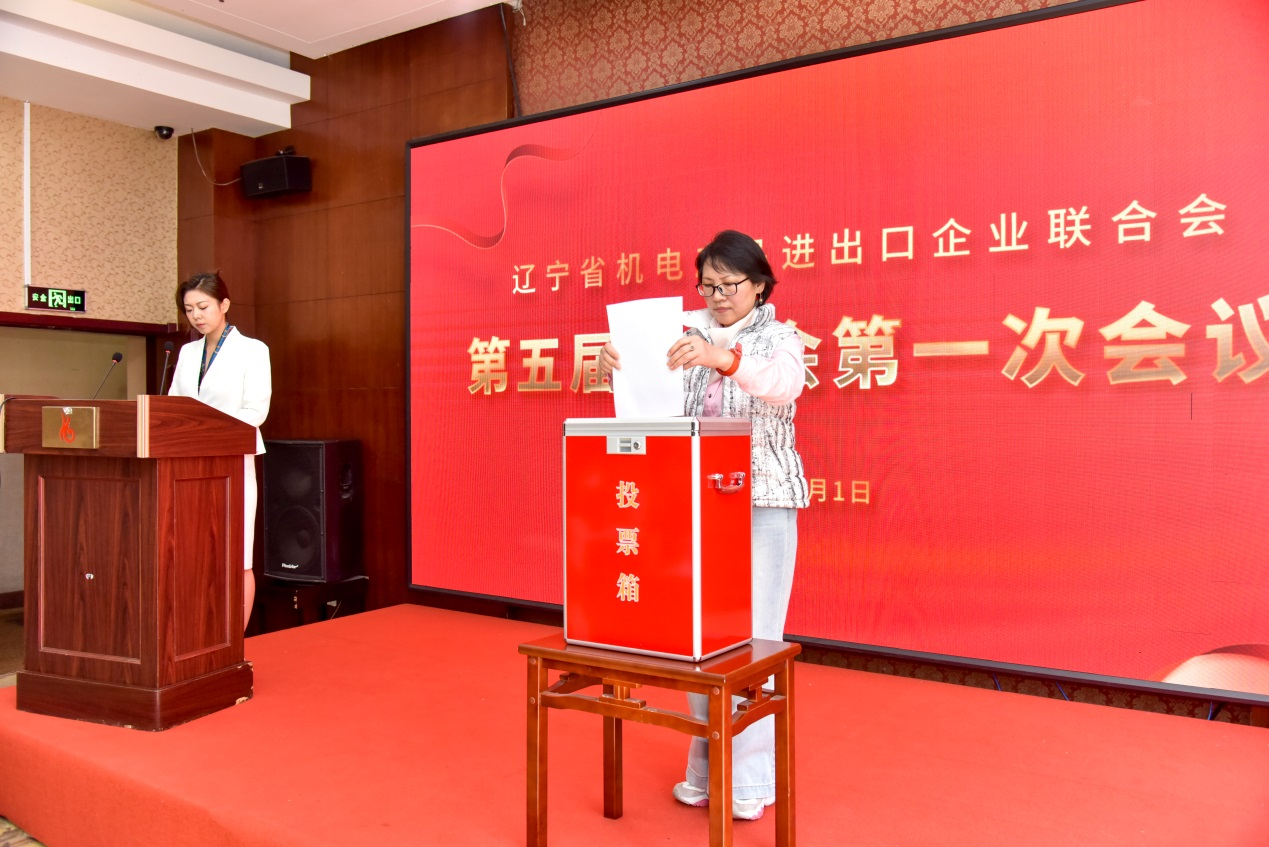 辽宁省机电 进出口企业联合会
第五届 会第一次会议
月1日
安全 出口
投票箱